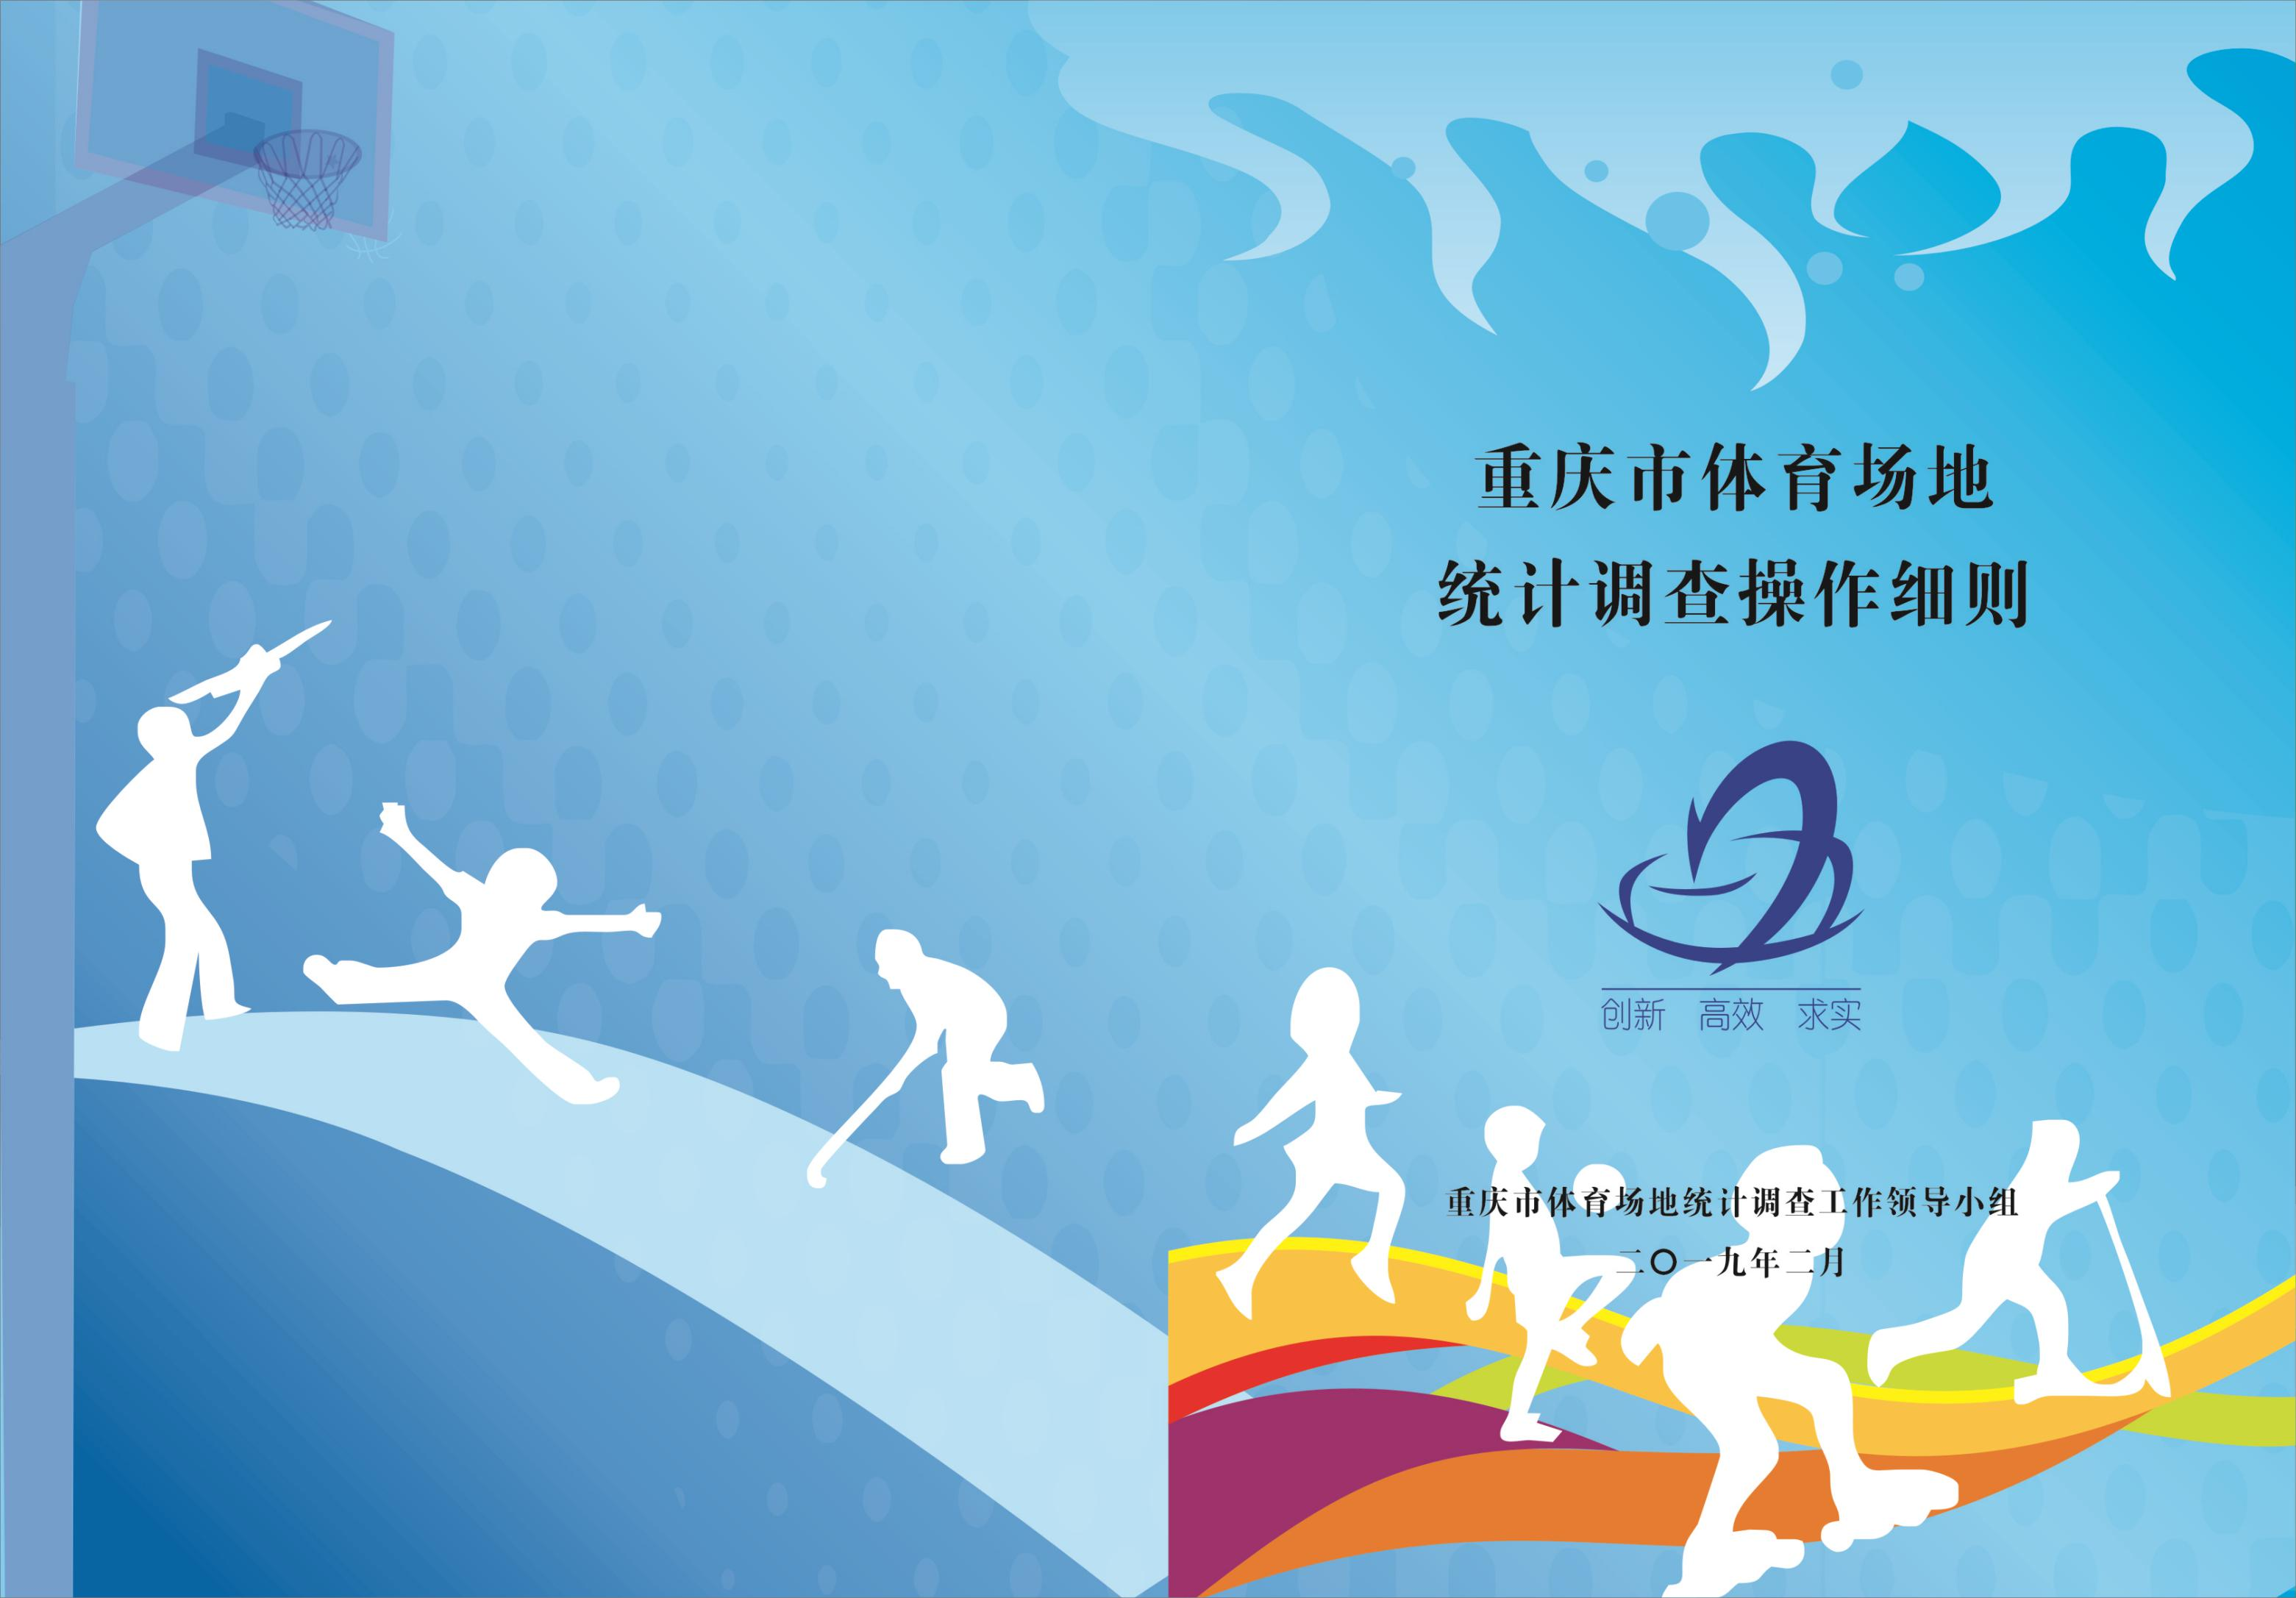 重庆市体育场地
统计调查操作细则
创新 高效 求实
重庆市体育场地统计调查工作领导小组
二〇一九年二月